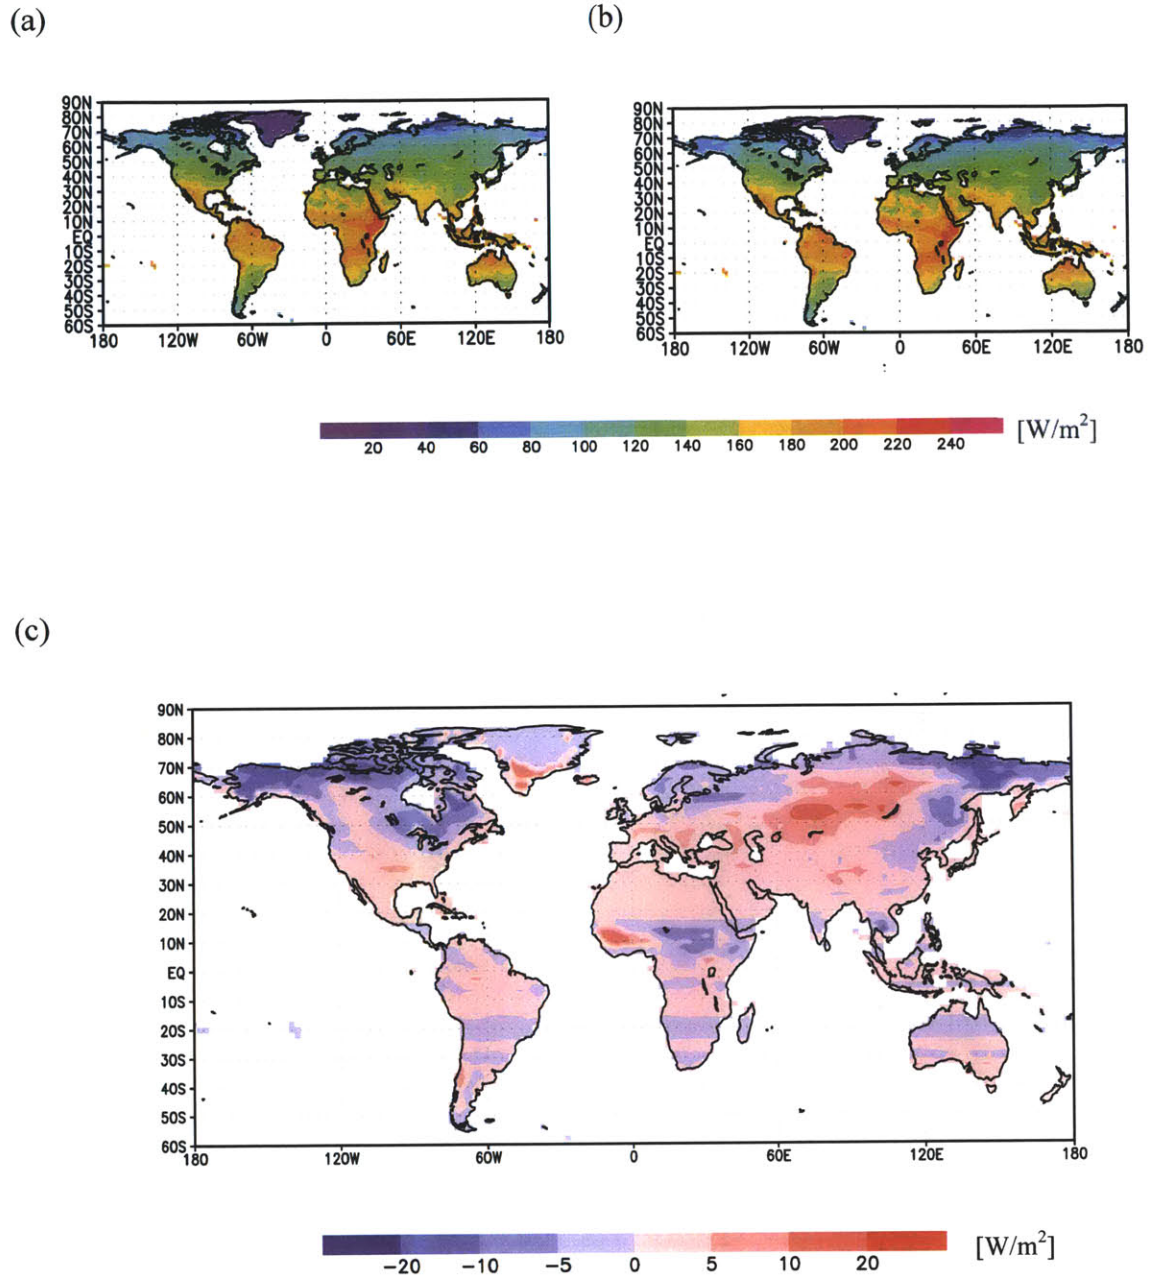 (a)
(b)
90N
80N
70N
60N
50N
40N
30N
20N
10N
EQ
10S
20S
30S
40S
50S
60S
180 120W 60W 0 60E 120E 180
90N
80N
70N
60N
50N
40N
30N
20N
10N
EQ
10S
20S
30S
40S
50S
60S
180 120W 60W 0 60E 120E 180
20 40 60 80 100 120 140 160 180 200 220 240 [W/m²]
(c)
90N
80N
70N
60N
50N
40N
30N
20N
10N
EQ
10S
20S
30S
40S
50S
60S
180 120W 60W 0 60E 120E 180
−20 −10 −5 0 5 10 20 [W/m²]